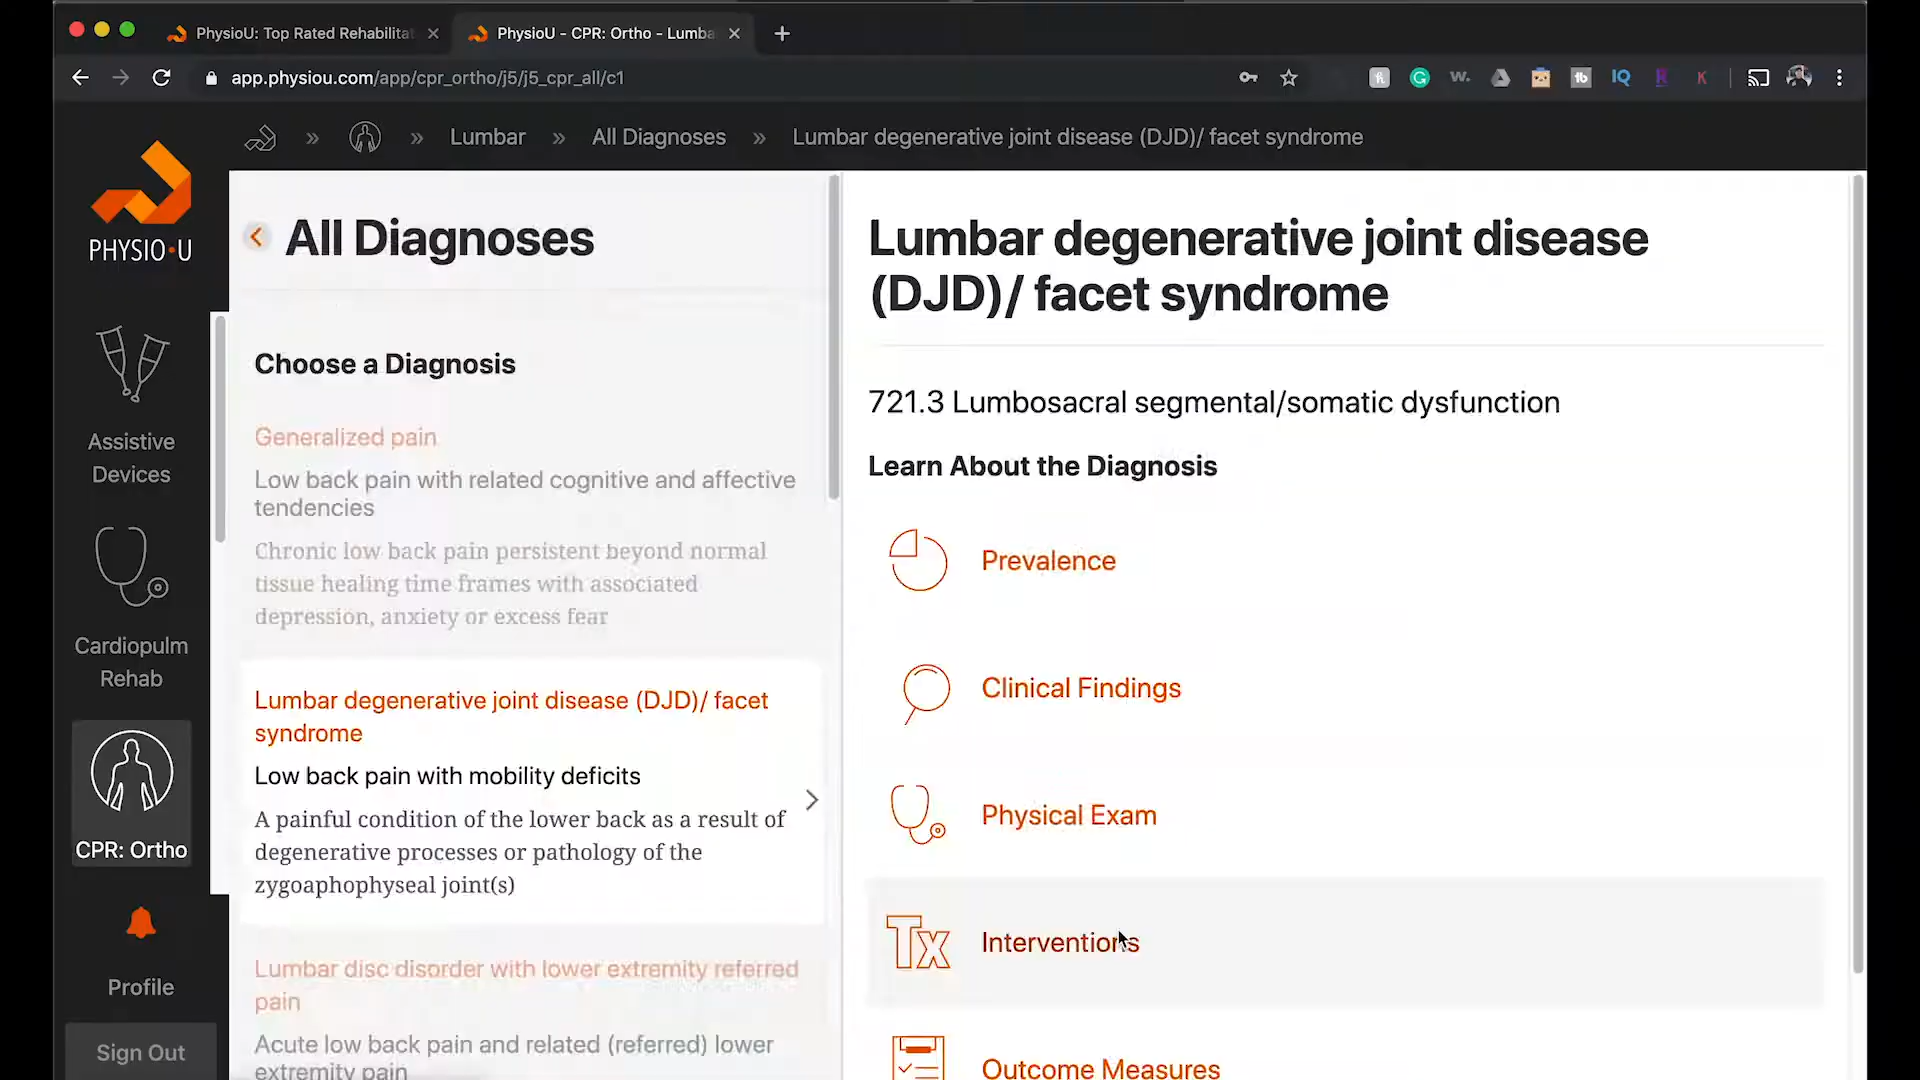 PhysioU: Top Rated Rehabilitat
PhysioU - CPR: Ortho - Lumba
app.physiou.com/app/cpr_ortho/j5/j5_cpr_all/c1
W.
tb
IQ
K
» » Lumbar » All Diagnoses » Lumbar degenerative joint disease (DJD)/ facet syndrome
PHYSIO·U
Assistive
Devices
Cardiopulm
Rehab
CPR: Ortho
Profile
Sign Out
All Diagnoses
Choose a Diagnosis
Generalized pain
Low back pain with related cognitive and affective
tendencies
Chronic low back pain persistent beyond normal
tissue healing time frames with associated
depression, anxiety or excess fear
Lumbar degenerative joint disease (DJD)/ facet
syndrome
Low back pain with mobility deficits
A painful condition of the lower back as a result of
degenerative processes or pathology of the
zygoaphophyseal joint(s)
Lumbar disc disorder with lower extremity referred
pain
Acute low back pain and related (referred) lower
extremity pain
Lumbar degenerative joint disease
(DJD)/ facet syndrome
721.3 Lumbosacral segmental/somatic dysfunction
Learn About the Diagnosis
Prevalence
Clinical Findings
Physical Exam
Tx Interventions
Outcome Measures